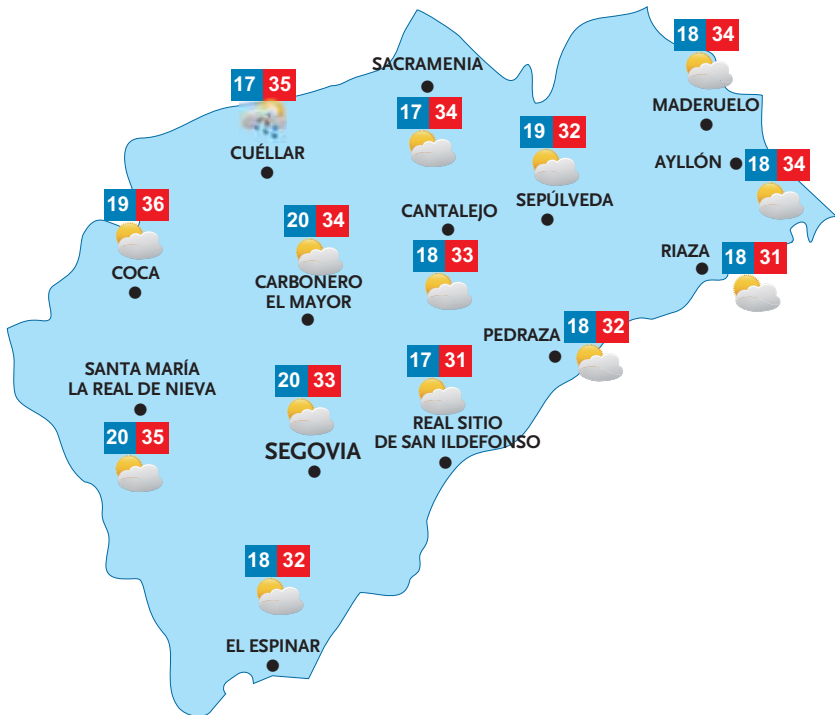 18 34
MADERUELO
SACRAMENIA
17 34
17 35
CUÉLLAR
19 32
SEPÚLVEDA
AYLLÓN
18 34
19 36
COCA
20 34
CARBONERO
EL MAYOR
CANTALEJO
18 33
RIAZA
18 31
PEDRAZA
18 32
SANTA MARÍA
LA REAL DE NIEVA
20 35
20 33
SEGOVIA
17 31
REAL SITIO
DE SAN ILDEFONSO
18 32
EL ESPINAR